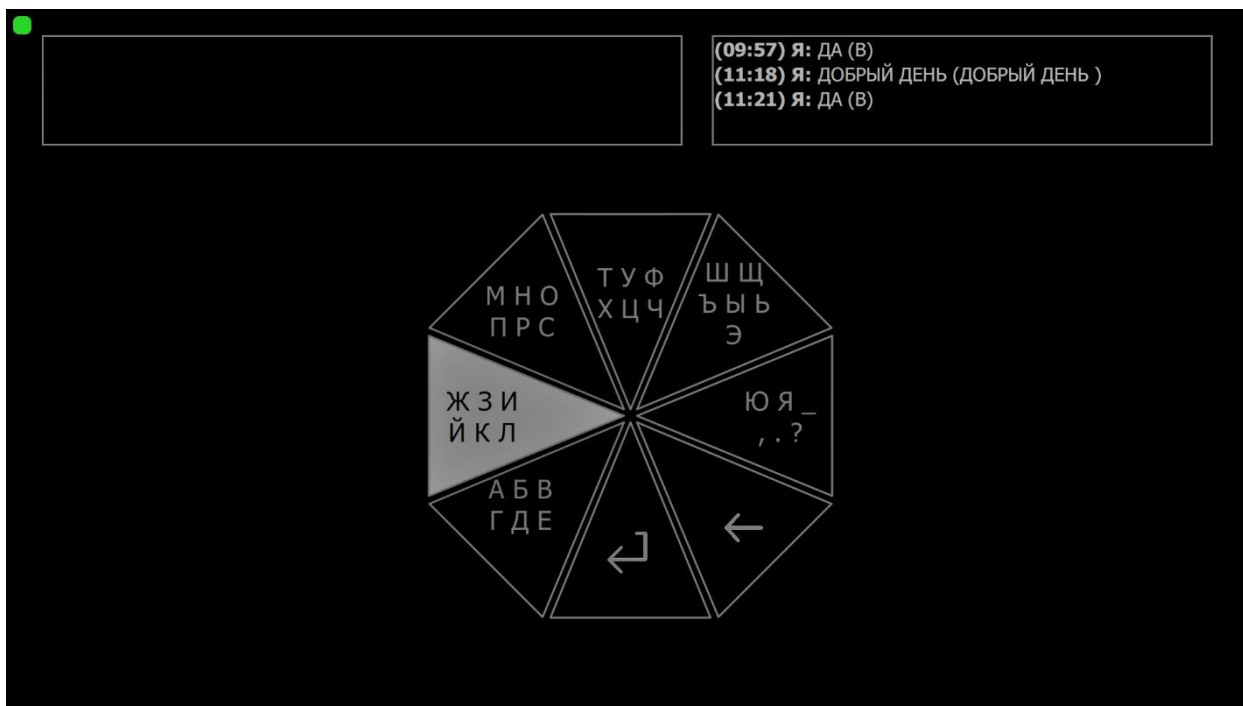 (09:57) Я: ДА (В)
(11:18) Я: ДОБРЫЙ ДЕНЬ (ДОБРЫЙ ДЕНЬ )
(11:21) Я: ДА (В)
М Н О
П Р С
Т У Ф
Х Ц Ч
Ш Щ
Ъ Ы Ь
Э
Ж З И
Й К Л
Ю Я _
, . ?
А Б В
Г Д Е